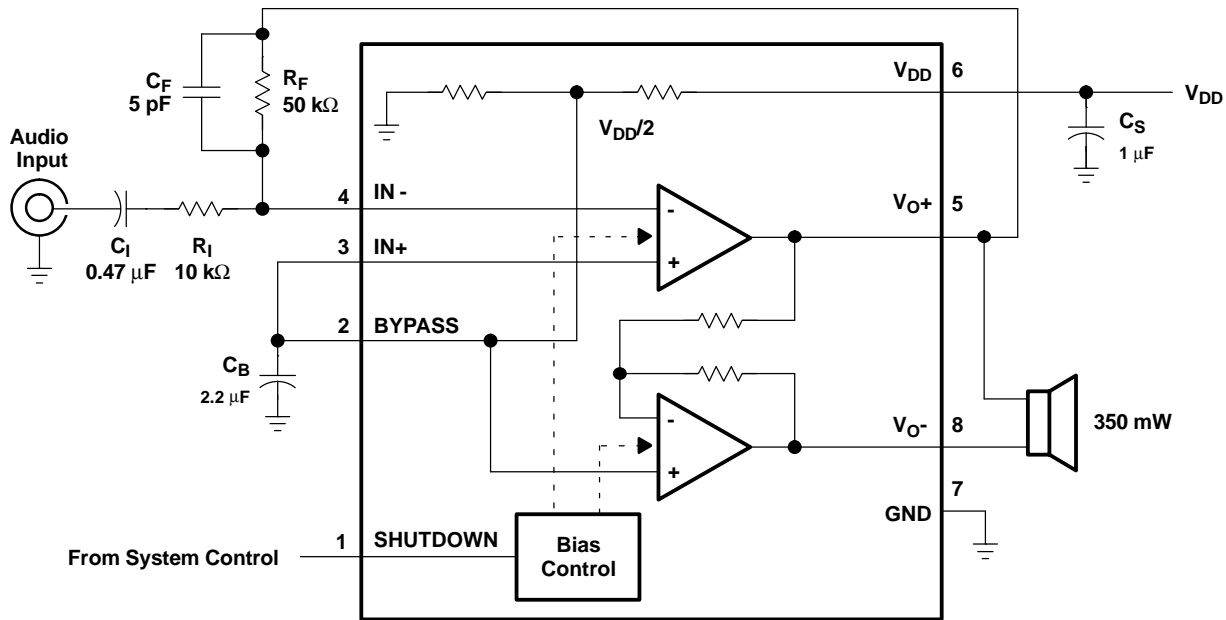 C_F
5 pF
R_F
50 kΩ
Audio
Input
C_I
0.47 μF
R_I
10 kΩ
4
IN -
3
IN+
2
BYPASS
C_B
2.2 μF
From System Control
1
SHUTDOWN
Bias
Control
V_DD/2
V_DD
6
V_DD
C_S
1 μF
-
+
V_O+
5
-
+
V_O-
8
350 mW
7
GND